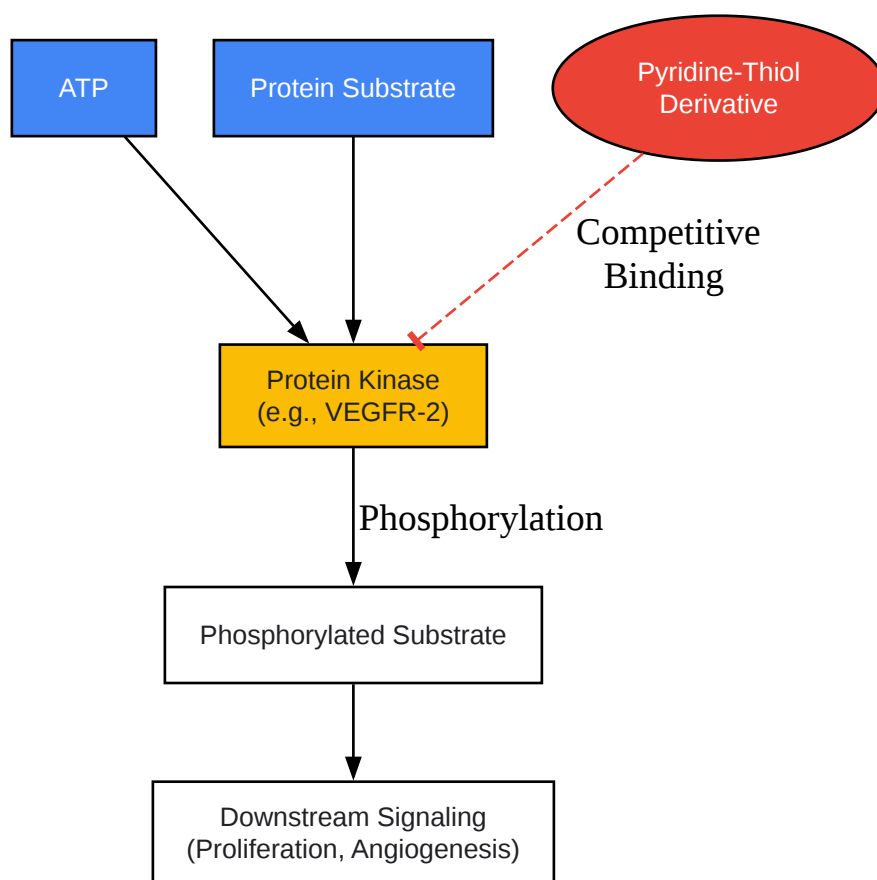 ATP
Protein Substrate
Pyridine-Thiol
Derivative
Competitive
Binding
Protein Kinase
(e.g., VEGFR-2)
Phosphorylation
Phosphorylated Substrate
Downstream Signaling
(Proliferation, Angiogenesis)